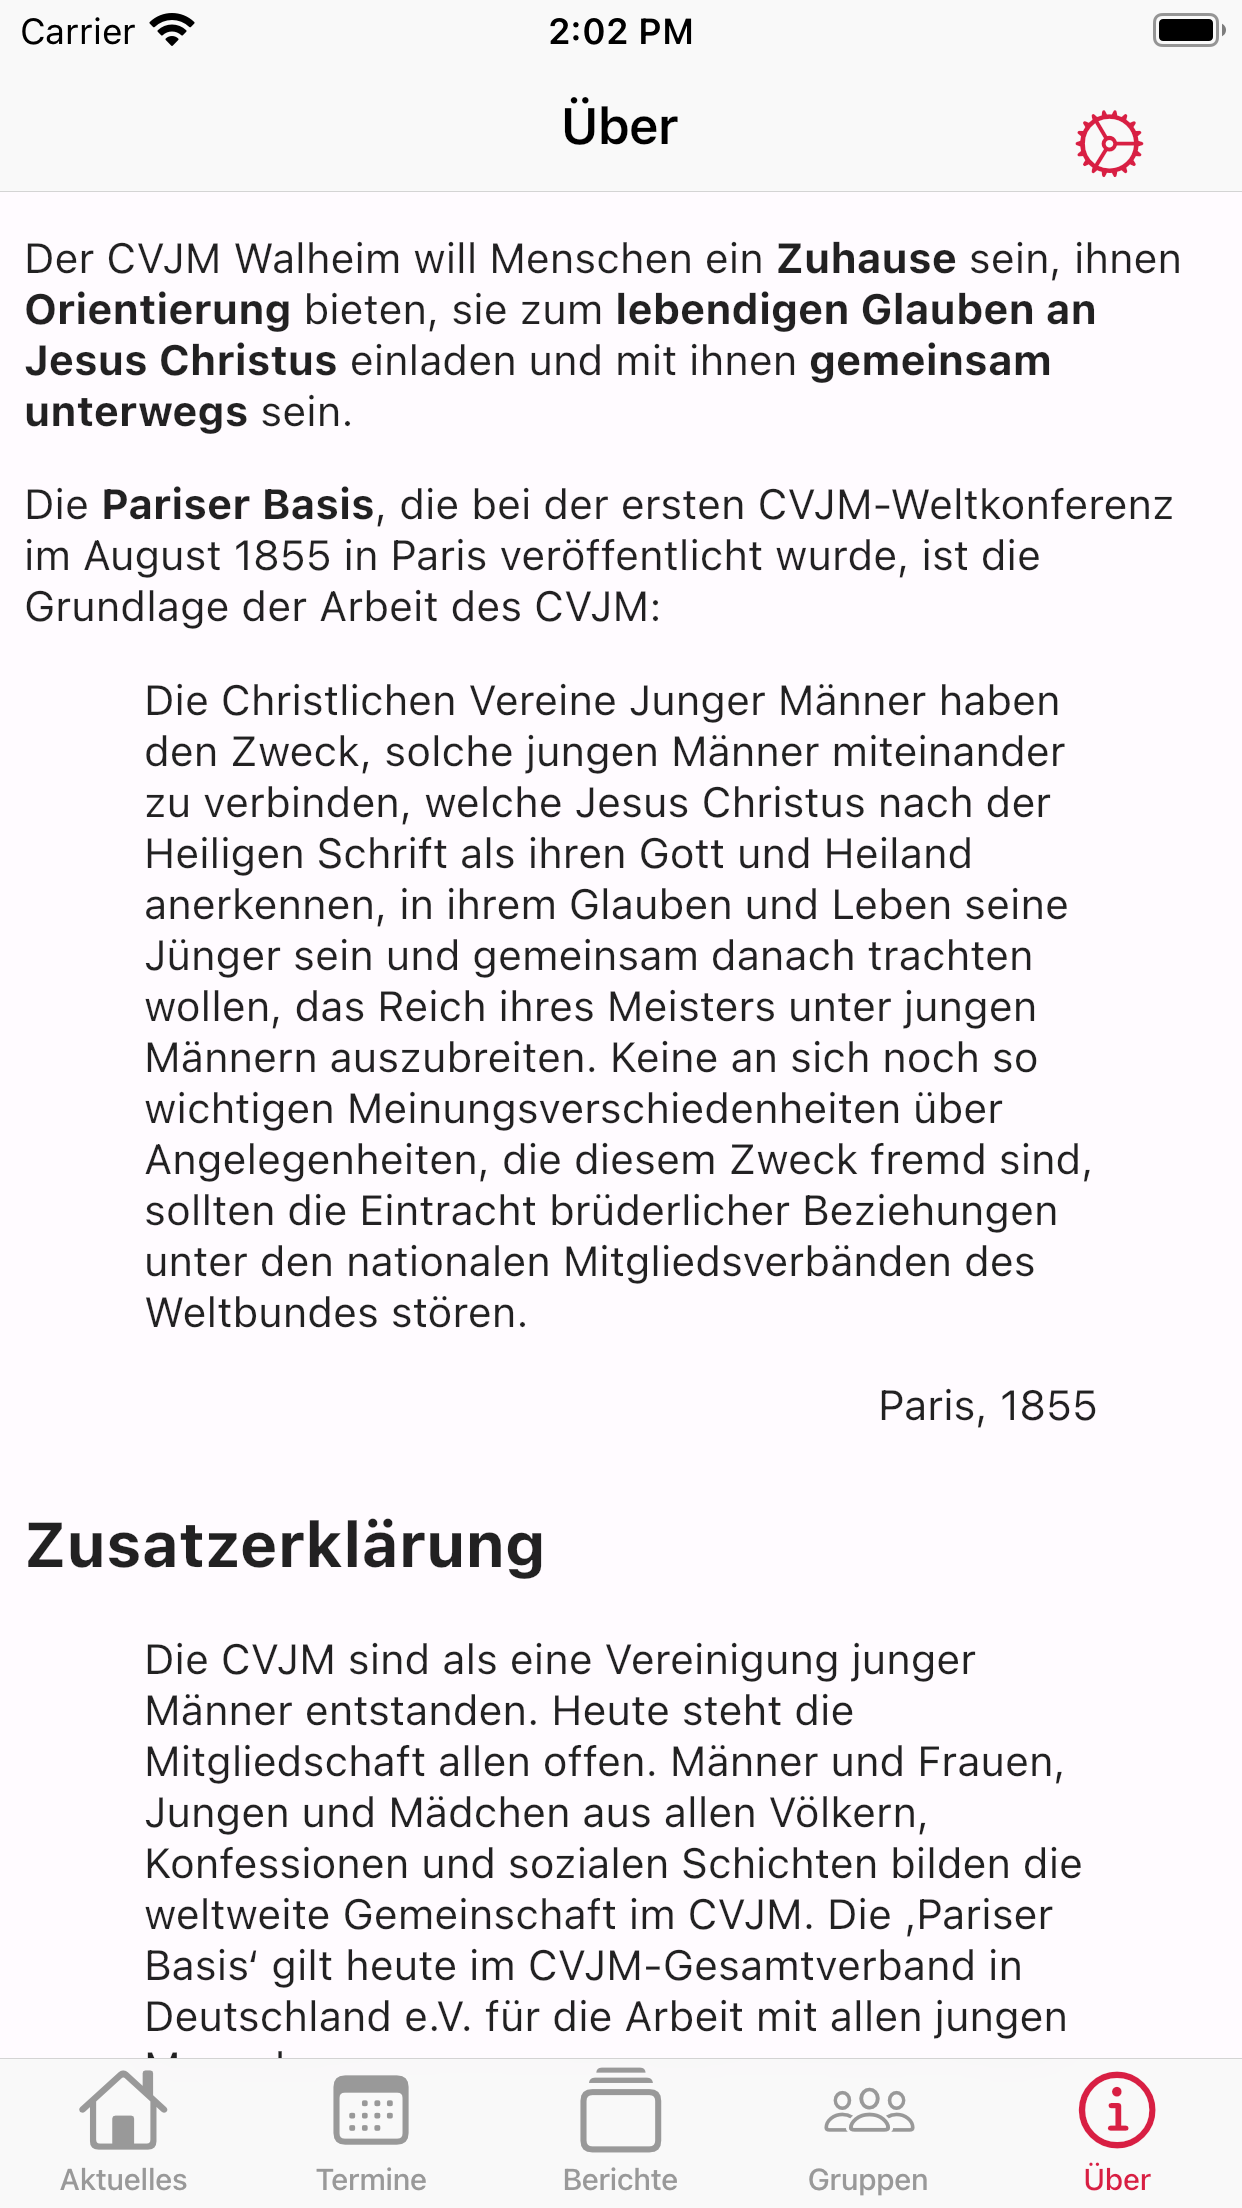 Carrier
2:02 PM
Über
Der CVJM Walheim will Menschen ein Zuhause sein, ihnen
Orientierung bieten, sie zum lebendigen Glauben an
Jesus Christus einladen und mit ihnen gemeinsam
unterwegs sein.
Die Pariser Basis, die bei der ersten CVJM-Weltkonferenz
im August 1855 in Paris veröffentlicht wurde, ist die
Grundlage der Arbeit des CVJM:
Die Christlichen Vereine Junger Männer haben
den Zweck, solche jungen Männer miteinander
zu verbinden, welche Jesus Christus nach der
Heiligen Schrift als ihren Gott und Heiland
anerkennen, in ihrem Glauben und Leben seine
Jünger sein und gemeinsam danach trachten
wollen, das Reich ihres Meisters unter jungen
Männern auszubreiten. Keine an sich noch so
wichtigen Meinungsverschiedenheiten über
Angelegenheiten, die diesem Zweck fremd sind,
sollten die Eintracht brüderlicher Beziehungen
unter den nationalen Mitgliedsverbänden des
Weltbundes stören.
Paris, 1855
Zusatzerklärung
Die CVJM sind als eine Vereinigung junger
Männer entstanden. Heute steht die
Mitgliedschaft allen offen. Männer und Frauen,
Jungen und Mädchen aus allen Völkern,
Konfessionen und sozialen Schichten bilden die
weltweite Gemeinschaft im CVJM. Die ‚Pariser
Basis‘ gilt heute im CVJM-Gesamtverband in
Deutschland e.V. für die Arbeit mit allen jungen
Aktuelles
Termine
Berichte
Gruppen
Über